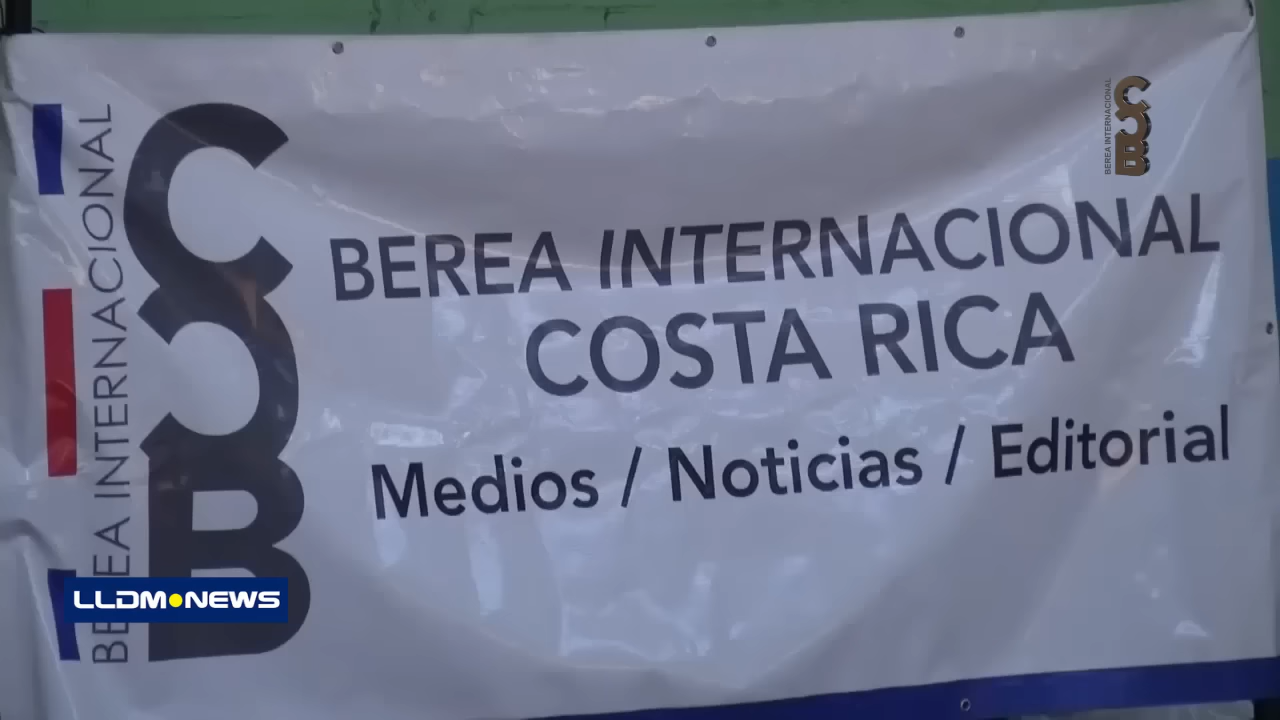 BEREA INTERNACIONAL
BEREA INTERNACIONAL
BEREA INTERNACIONAL
COSTA RICA
Medios / Noticias / Editorial
LLDM NEWS